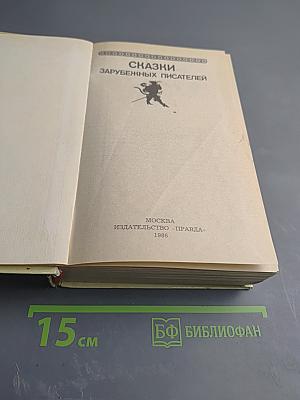 СКАЗКИ
ЗАРУБЕЖНЫХ ПИСАТЕЛЕЙ
МОСКВА
ИЗДАТЕЛЬСТВО «ПРАВДА»
1986
15 см
БФ БИБЛИОФАН